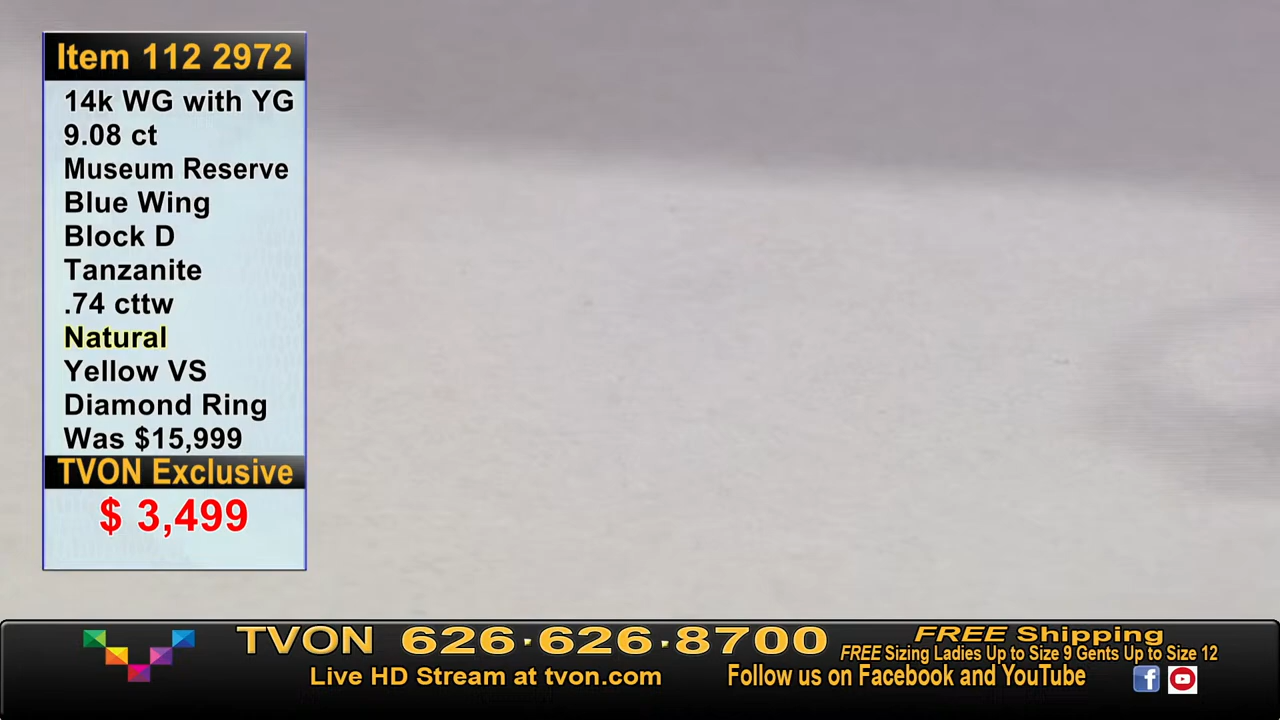 Item 112 2972
14k WG with YG
9.08 ct
Museum Reserve
Blue Wing
Block D
Tanzanite
.74 cttw
Natural
Yellow VS
Diamond Ring
Was $15,999
TVON Exclusive
$ 3,499
TVON 626·626·8700
FREE Shipping
FREE Sizing Ladies Up to Size 9 Gents Up to Size 12
Live HD Stream at tvon.com
Follow us on Facebook and YouTube